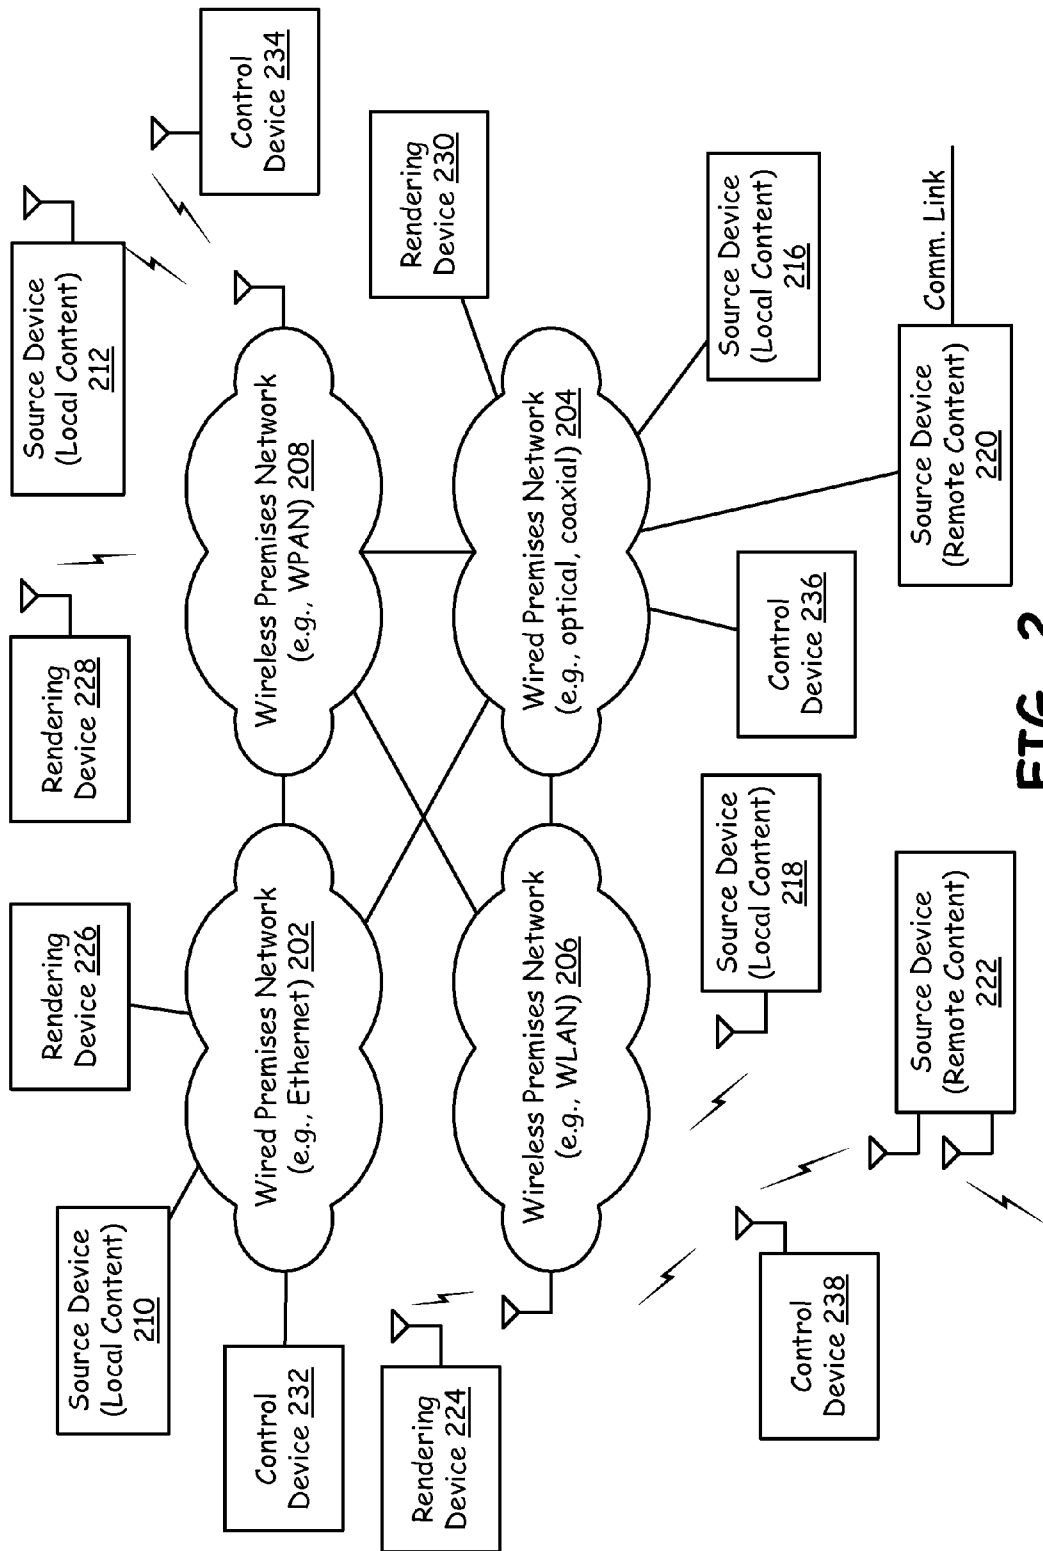 Source Device
(Local Content)
210
Rendering
Device 226
Rendering
Device 228
Source Device
(Local Content)
212
Control
Device 232
Wired Premises Network
(e.g., Ethernet) 202
Wireless Premises Network
(e.g., WPAN) 208
Control
Device 234
Rendering
Device 224
Wireless Premises Network
(e.g., WLAN) 206
Wired Premises Network
(e.g., optical, coaxial) 204
Rendering
Device 230
Control
Device 238
Source Device
(Local Content)
218
Control
Device 236
Source Device
(Local Content)
216
Source Device
(Remote Content)
222
Source Device
(Remote Content)
220
Comm. Link
FIG. 2